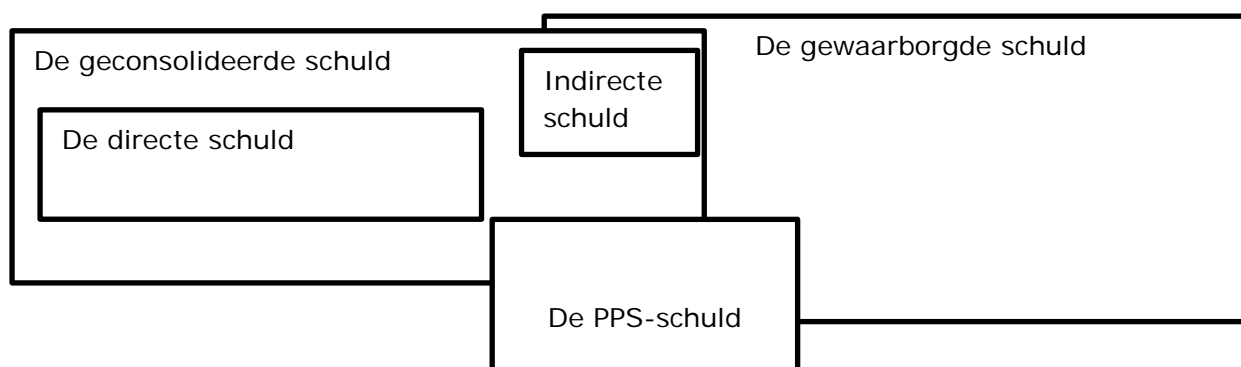 De geconsolideerde schuld
De directe schuld
Indirecte
schuld
De gewaarborgde schuld
De PPS-schuld